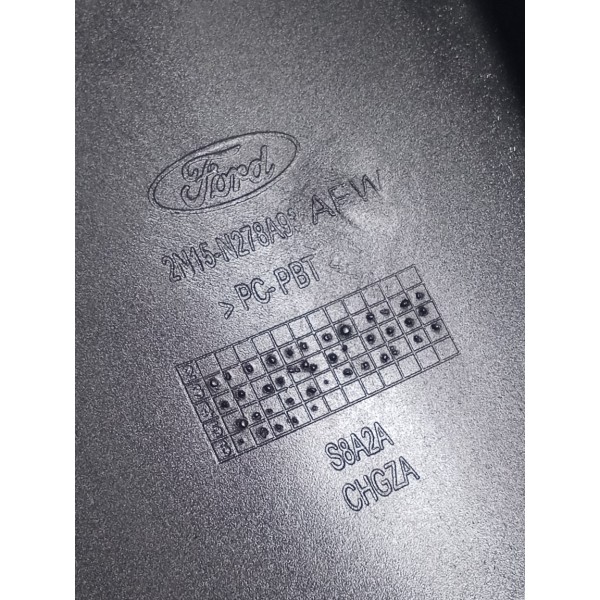 Ford
2N15-N278A93 AFW
> PC-PBT
2
3
4
5
6
S8A2A
CHGZA